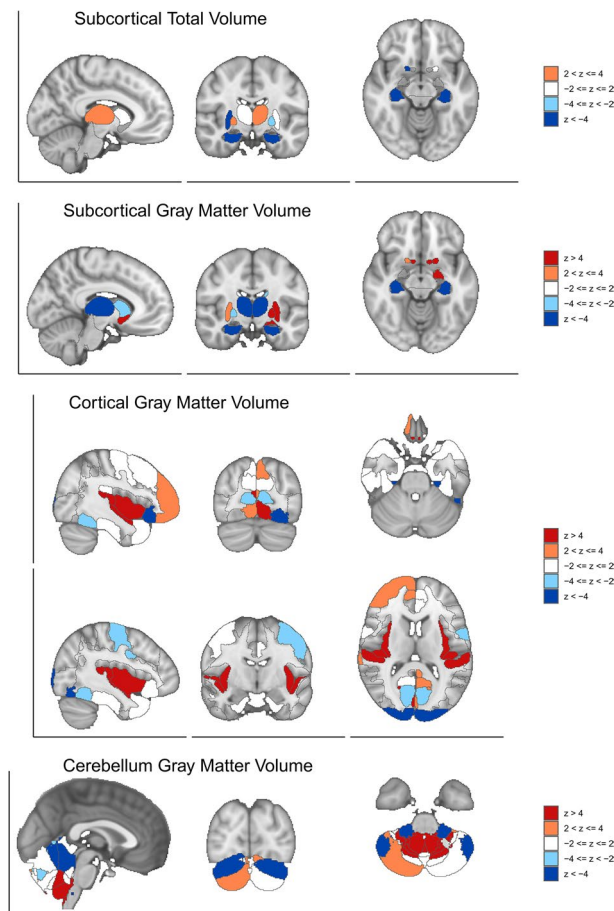 Subcortical Total Volume
2 < z <= 4
−2 <= z <= 2
−4 <= z < −2
z < −4
Subcortical Gray Matter Volume
z > 4
2 < z <= 4
−2 <= z <= 2
−4 <= z < −2
z < −4
Cortical Gray Matter Volume
z > 4
2 < z <= 4
−2 <= z <= 2
−4 <= z < −2
z < −4
Cerebellum Gray Matter Volume
z > 4
2 < z <= 4
−2 <= z <= 2
−4 <= z < −2
z < −4